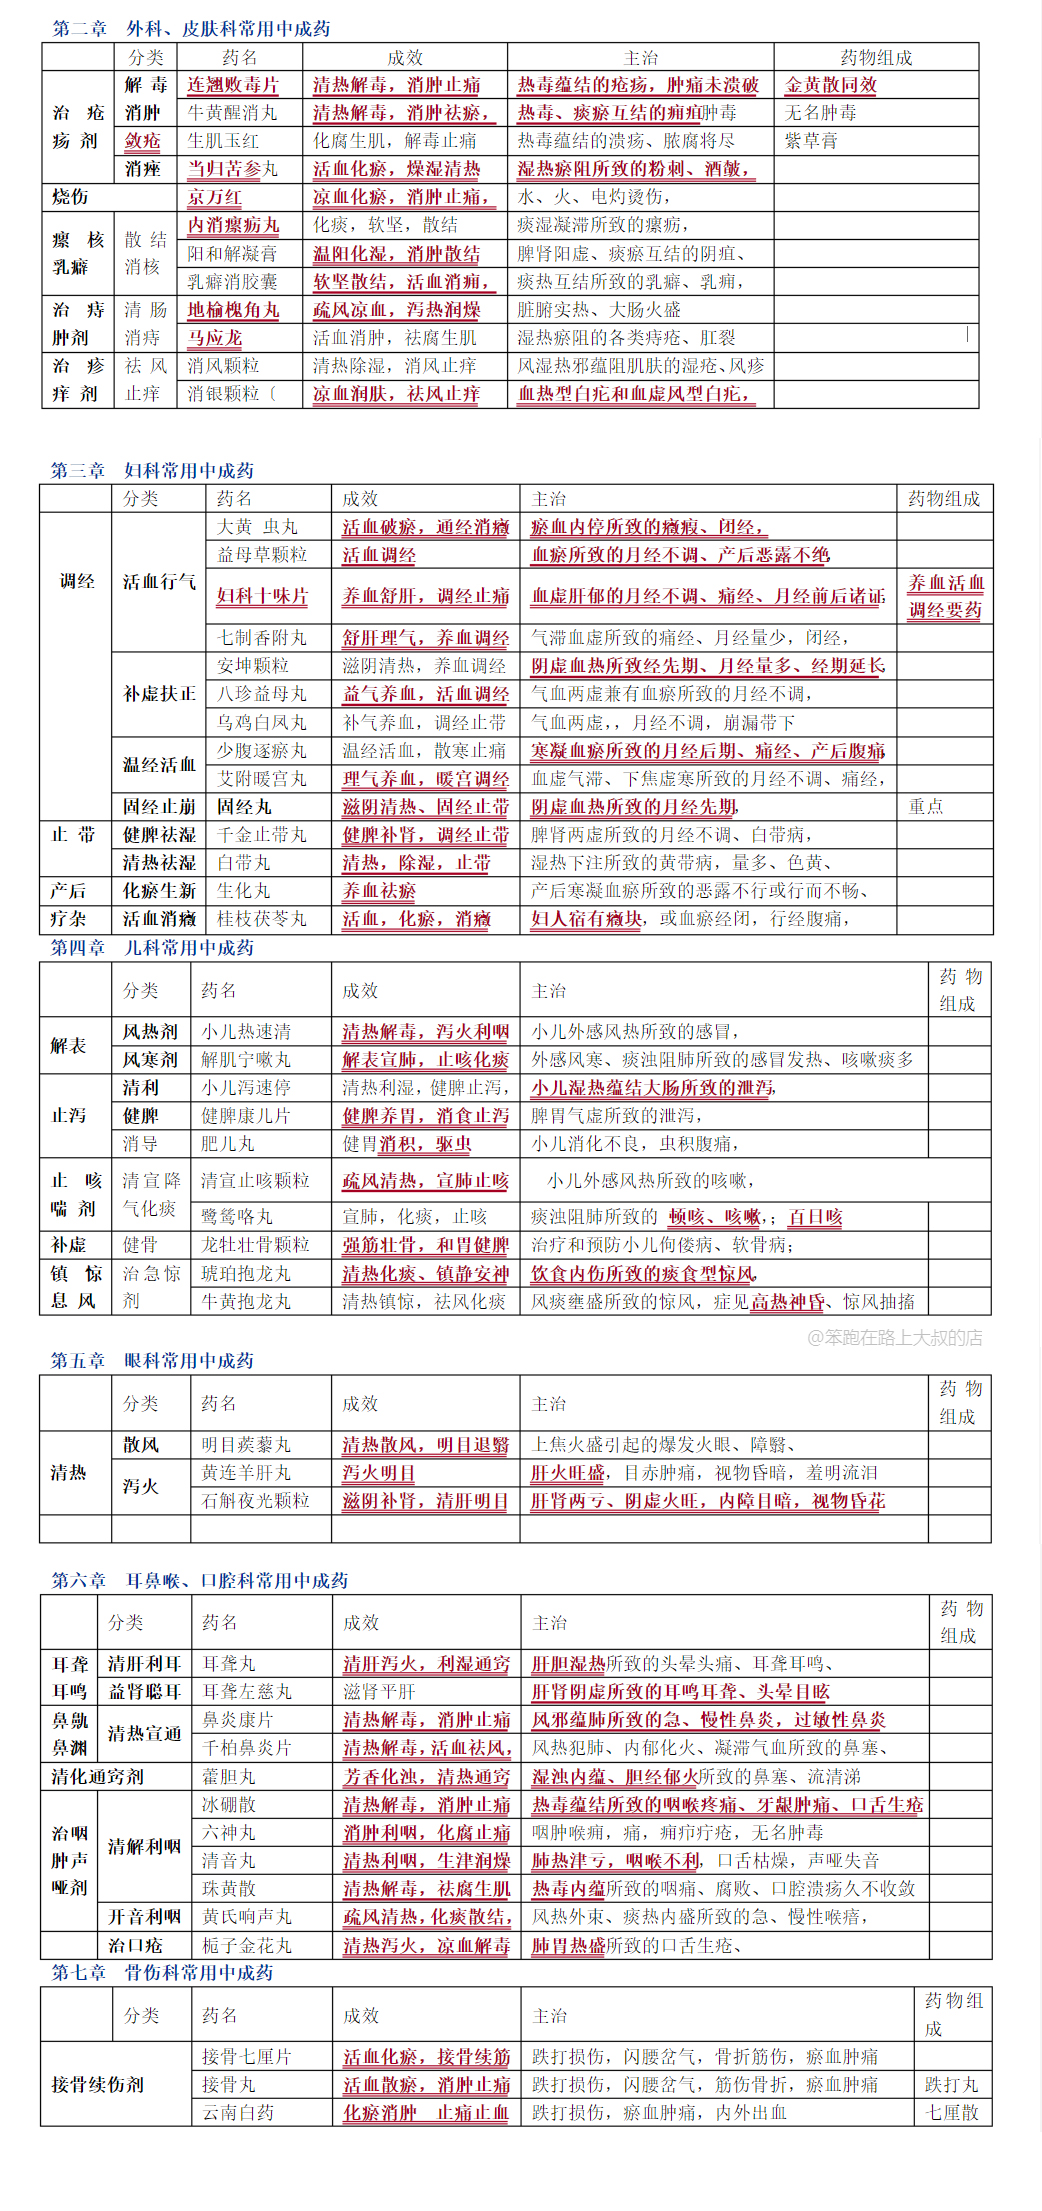 第二章 外科、皮肤科常用中成药
分类 药名 成效 主治 药物组成
治 疮 疡 剂 解 毒 消肿 连翘败毒片 清热解毒，消肿止痛 热毒蕴结的疮疡，肿痛未溃破 金黄散同效
牛黄醒消丸 清热解毒，消肿祛瘀， 热毒、痰瘀互结的痈疽肿毒 无名肿毒
敛疮 生肌玉红 化腐生肌，解毒止痛 热毒蕴结的溃疡、脓腐将尽 紫草膏
消痤 当归苦参丸 活血化瘀，燥湿清热 湿热瘀阻所致的粉刺、酒皶，
烧伤 京万红 凉血化瘀，消肿止痛， 水、火、电灼烫伤，
瘰 核 乳癖 散 结 消核 内消瘰疬丸 化痰，软坚，散结 痰湿凝滞所致的瘰疬，
阳和解凝膏 温阳化湿，消肿散结 脾肾阳虚、痰瘀互结的阴疽、
乳癖消胶囊 软坚散结，活血消痈， 痰热互结所致的乳癖、乳痈，
治 痔 肿剂 清 肠 消痔 地榆槐角丸 疏风凉血，泻热润燥 脏腑实热、大肠火盛
马应龙 活血消肿，祛腐生肌 湿热瘀阻的各类痔疮、肛裂
治 疹 痒 剂 祛 风 止痒 消风颗粒 清热除湿，消风止痒 风湿热邪蕴阻肌肤的湿疮、风疹
消银颗粒〔 凉血润肤，祛风止痒 血热型白疕和血虚风型白疕，
第三章 妇科常用中成药
分类 药名 成效 主治 药物组成
调经 活血行气 大黄 虫丸 活血破瘀，通经消癥 瘀血内停所致的癥瘕、闭经，
益母草颗粒 活血调经 血瘀所致的月经不调、产后恶露不绝
妇科十味片 养血舒肝，调经止痛 血虚肝郁的月经不调、痛经、月经前后诸证 养血活血调经要药
七制香附丸 舒肝理气，养血调经 气滞血虚所致的痛经、月经量少，闭经，
补虚扶正 安坤颗粒 滋阴清热，养血调经 阴虚血热所致经先期、月经量多、经期延长
八珍益母丸 益气养血，活血调经 气血两虚兼有血瘀所致的月经不调，
乌鸡白凤丸 补气养血，调经止带 气血两虚，，月经不调，崩漏带下
温经活血 少腹逐瘀丸 温经活血，散寒止痛 寒凝血瘀所致的月经后期、痛经、产后腹痛
艾附暖宫丸 理气养血，暖宫调经 血虚气滞、下焦虚寒所致的月经不调、痛经，
固经止崩 固经丸 滋阴清热、固经止带 阴虚血热所致的月经先期， 重点
止 带 健脾祛湿 千金止带丸 健脾补肾，调经止带 脾肾两虚所致的月经不调、白带病，
清热祛湿 白带丸 清热，除湿，止带 湿热下注所致的黄带病，量多、色黄、
产后 化瘀生新 生化丸 养血祛瘀 产后寒凝血瘀所致的恶露不行或行而不畅、
疗杂 活血消癥 桂枝茯苓丸 活血，化瘀，消癥 妇人宿有癥块，或血瘀经闭，行经腹痛，
第四章 儿科常用中成药
分类 药名 成效 主治 药 物 组成
解表 风热剂 小儿热速清 清热解毒，泻火利咽 小儿外感风热所致的感冒，
风寒剂 解肌宁嗽丸 解表宣肺，止咳化痰 外感风寒、痰浊阻肺所致的感冒发热、咳嗽痰多
止泻 清利 小儿泻速停 清热利湿，健脾止泻， 小儿湿热蕴结大肠所致的泄泻，
健脾 健脾康儿片 健脾养胃，消食止泻 脾胃气虚所致的泄泻，
消导 肥儿丸 健胃消积，驱虫 小儿消化不良，虫积腹痛，
止 咳 喘 剂 清宣降气化痰 清宣止咳颗粒 疏风清热，宣肺止咳 小儿外感风热所致的咳嗽，
鹭鸶咯丸 宣肺，化痰，止咳 痰浊阻肺所致的 顿咳、咳嗽，；百日咳
补虚 健骨 龙牡壮骨颗粒 强筋壮骨，和胃健脾 治疗和预防小儿佝偻病、软骨病；
镇 惊 息 风 治急惊剂 琥珀抱龙丸 清热化痰、镇静安神 饮食内伤所致的痰食型惊风，
牛黄抱龙丸 清热镇惊，祛风化痰 风痰壅盛所致的惊风，症见高热神昏、惊风抽搐
@笨跑在路上大叔的店
第五章 眼科常用中成药
分类 药名 成效 主治 药 物 组成
清热 散风 明目蒺藜丸 清热散风，明目退翳 上焦火盛引起的爆发火眼、障翳、
泻火 黄连羊肝丸 泻火明目 肝火旺盛，目赤肿痛，视物昏暗，羞明流泪
石斛夜光颗粒 滋阴补肾，清肝明目 肝肾两亏、阴虚火旺，内障目暗，视物昏花
第六章 耳鼻喉、口腔科常用中成药
分类 药名 成效 主治 药 物 组成
耳聋 耳鸣 清肝利耳 耳聋丸 清肝泻火，利湿通窍 肝胆湿热所致的头晕头痛、耳聋耳鸣、
益肾聪耳 耳聋左慈丸 滋肾平肝 肝肾阴虚所致的耳鸣耳聋、头晕目眩
鼻鼽 鼻渊 清热宣通 鼻炎康片 清热解毒，消肿止痛 风邪蕴肺所致的急、慢性鼻炎，过敏性鼻炎
千柏鼻炎片 清热解毒，活血祛风， 风热犯肺、内郁化火、凝滞气血所致的鼻塞、
清化通窍剂 藿胆丸 芳香化浊，清热通窍 湿浊内蕴、胆经郁火所致的鼻塞、流清涕
治咽肿声哑剂 清解利咽 冰硼散 清热解毒，消肿止痛 热毒蕴结所致的咽喉疼痛、牙龈肿痛、口舌生疮
六神丸 消肿利咽，化腐止痛 咽肿喉痈，痛，痈疖疔疮，无名肿毒
清音丸 清热利咽，生津润燥 肺热津亏，咽喉不利，口舌枯燥，声哑失音
珠黄散 清热解毒，祛腐生肌 热毒内蕴所致的咽痛、腐败、口腔溃疡久不收敛
开音利咽 黄氏响声丸 疏风清热，化痰散结， 风热外束、痰热内盛所致的急、慢性喉瘖，
治口疮 栀子金花丸 清热泻火，凉血解毒 肺胃热盛所致的口舌生疮、
第七章 骨伤科常用中成药
分类 药名 成效 主治 药物组成
接骨续伤剂 接骨七厘片 活血化瘀，接骨续筋 跌打损伤，闪腰岔气，骨折筋伤，瘀血肿痛
接骨丸 活血散瘀，消肿止痛 跌打损伤，闪腰岔气，筋伤骨折，瘀血肿痛 跌打丸
云南白药 化瘀消肿 止痛止血 跌打损伤，瘀血肿痛，内外出血 七厘散